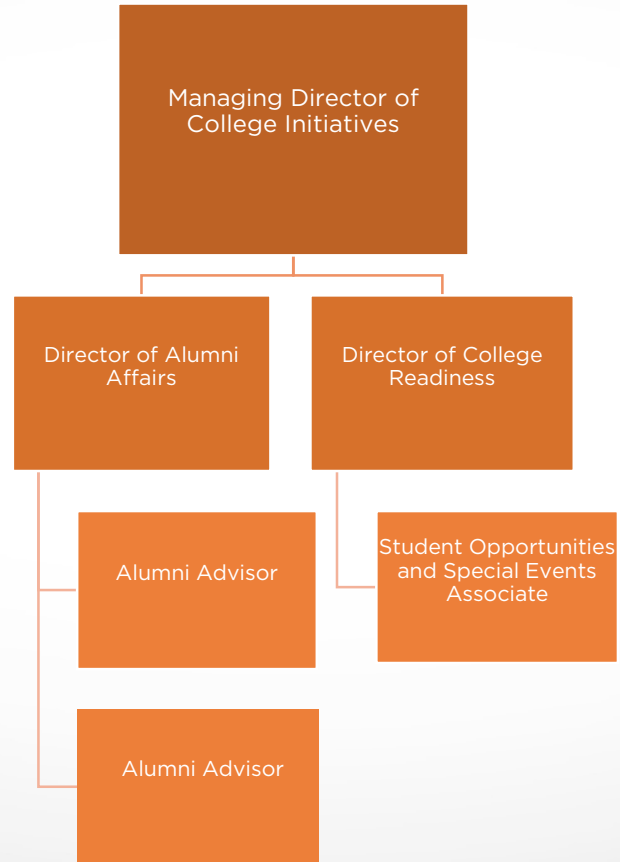 Managing Director of
College Initiatives
Director of Alumni
Affairs
Director of College
Readiness
Alumni Advisor
Student Opportunities
and Special Events
Associate
Alumni Advisor